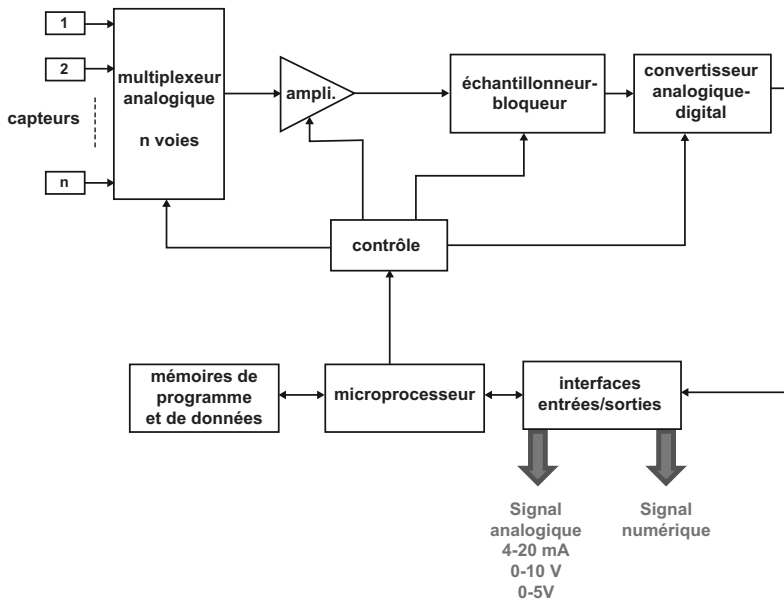 1
2
capteurs
n
multiplexeur
analogique
n voies
ampli.
échantillonneur-
bloqueur
convertisseur
analogique-
digital
contrôle
mémoires de
programme
et de données
microprocesseur
interfaces
entrées/sorties
Signal
analogique
4-20 mA
0-10 V
0-5V
Signal
numérique